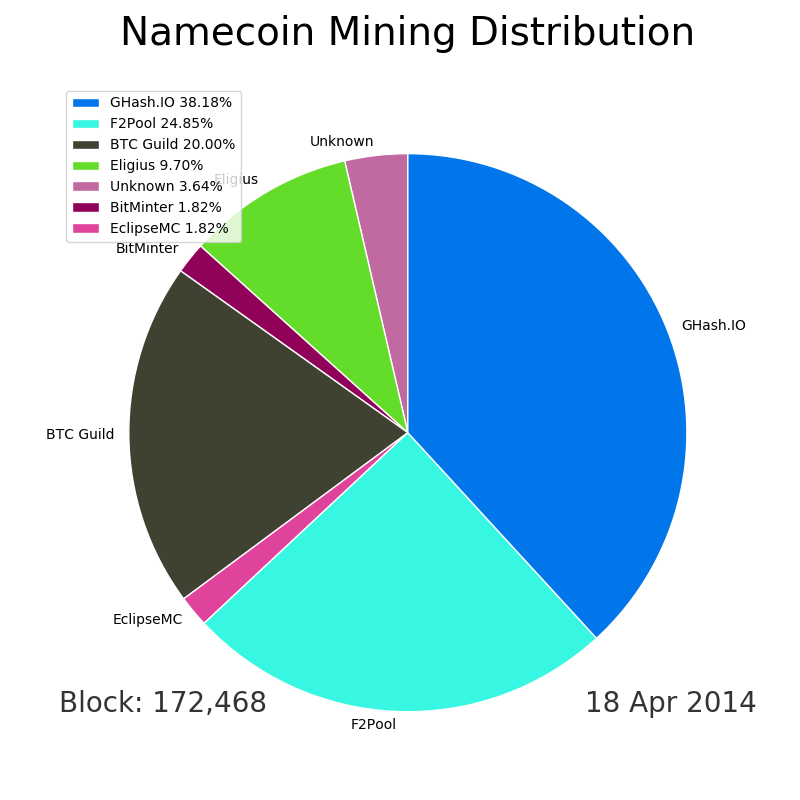 Namecoin Mining Distribution
GHash.IO 38.18%
F2Pool 24.85%
BTC Guild 20.00%
Eligius 9.70%
Unknown 3.64%
BitMinter 1.82%
EclipseMC 1.82%
Unknown
Eligius
BitMinter
GHash.IO
BTC Guild
EclipseMC
F2Pool
Block: 172,468
18 Apr 2014